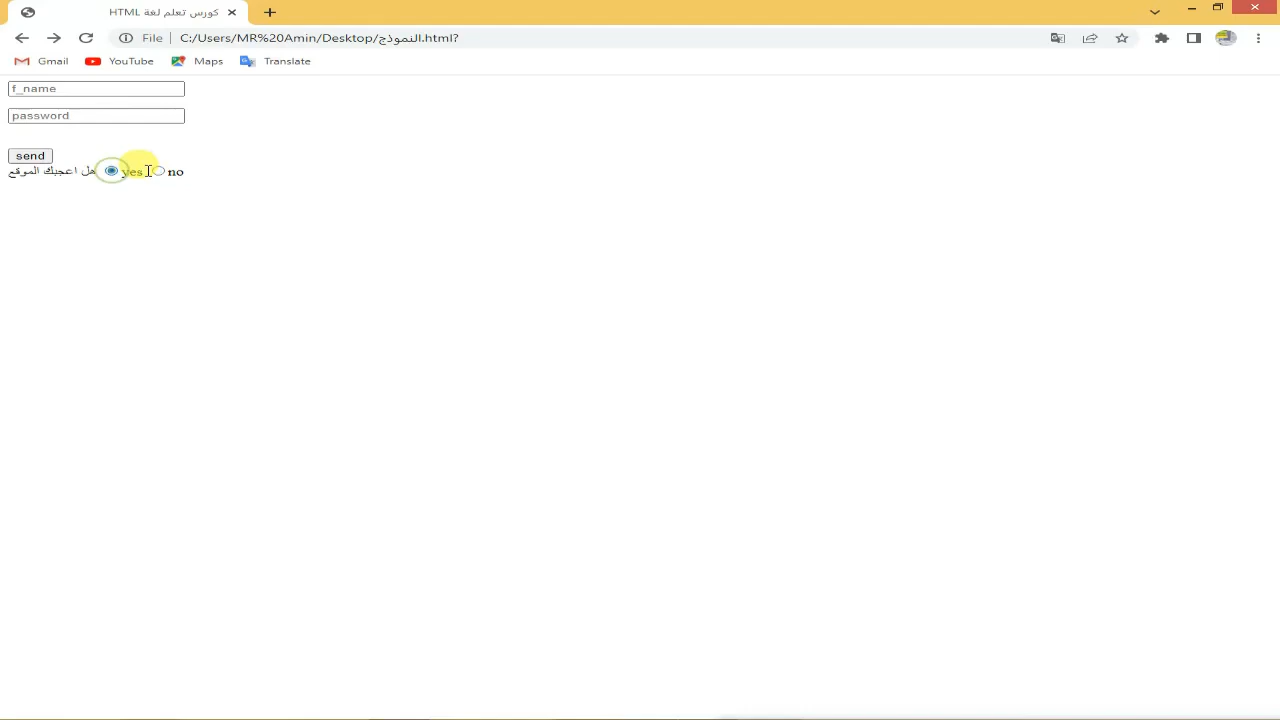 كورس تعلم لغة HTML
File C:/Users/MR%20Amin/Desktop/النموذج.html?
Gmail YouTube Maps Translate
f_name
password
send
هل اعجبك الموقع yes no